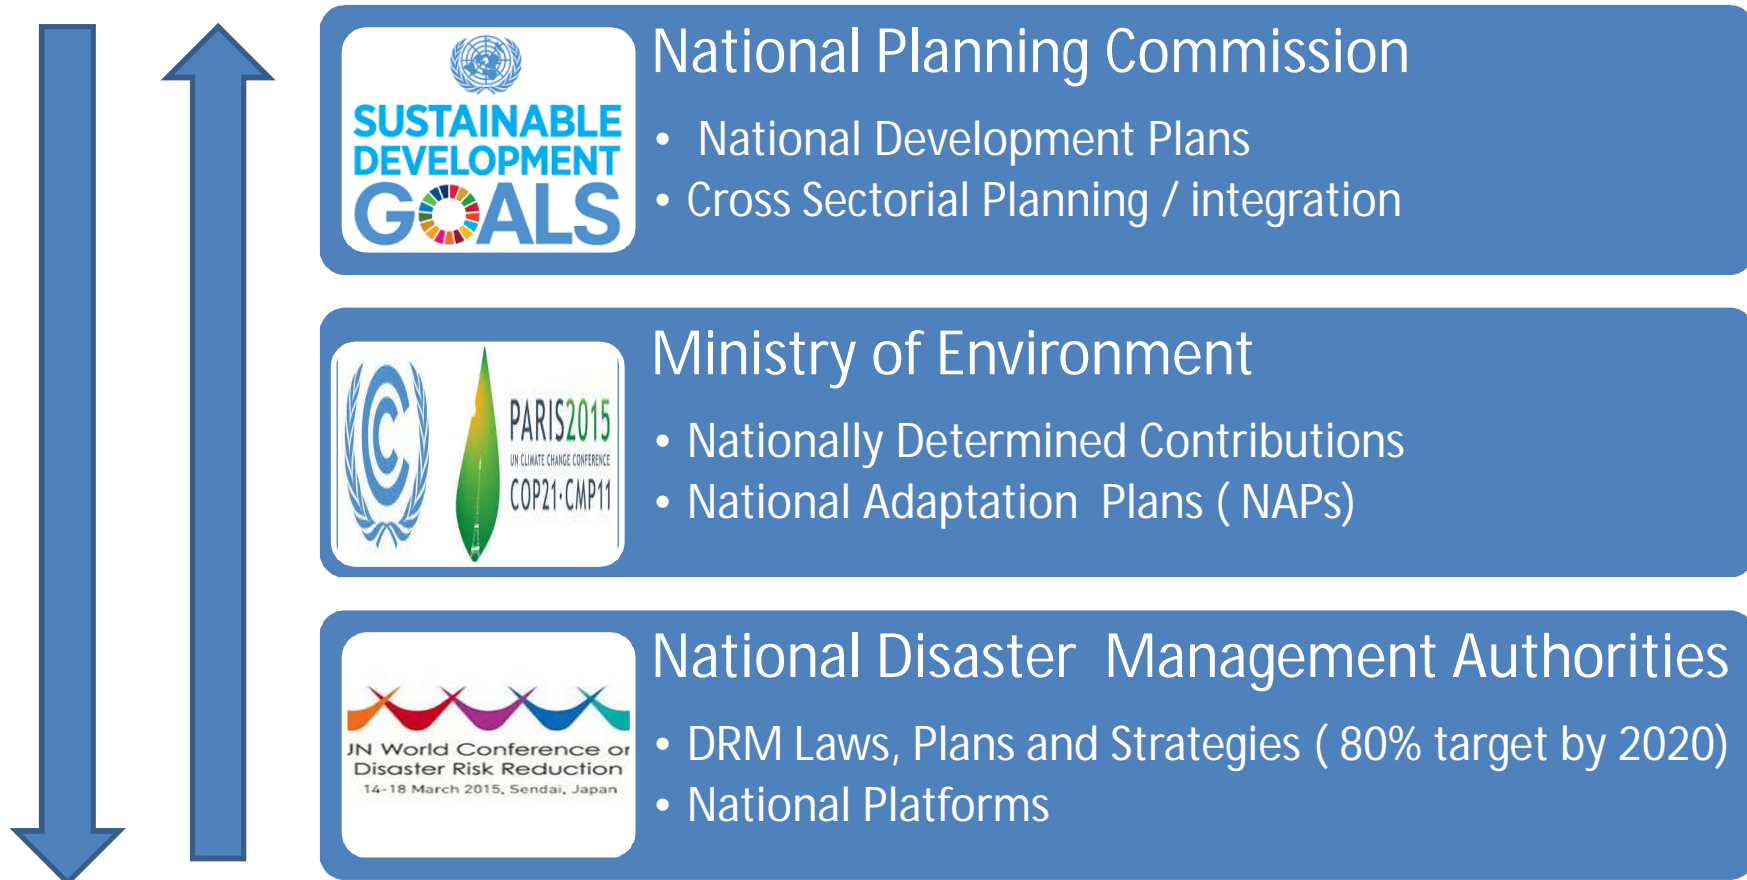 National Planning Commission
SUSTAINABLE
DEVELOPMENT
GOALS
• National Development Plans
• Cross Sectorial Planning / integration
Ministry of Environment
PARIS2015
UN CLIMATE CHANGE CONFERENCE
COP21·CMP11
• Nationally Determined Contributions
• National Adaptation  Plans ( NAPs)
National Disaster  Management Authorities
UN World Conference on
Disaster Risk Reduction
14-18 March 2015, Sendai, Japan
• DRM Laws, Plans and Strategies ( 80% target by 2020)
• National Platforms